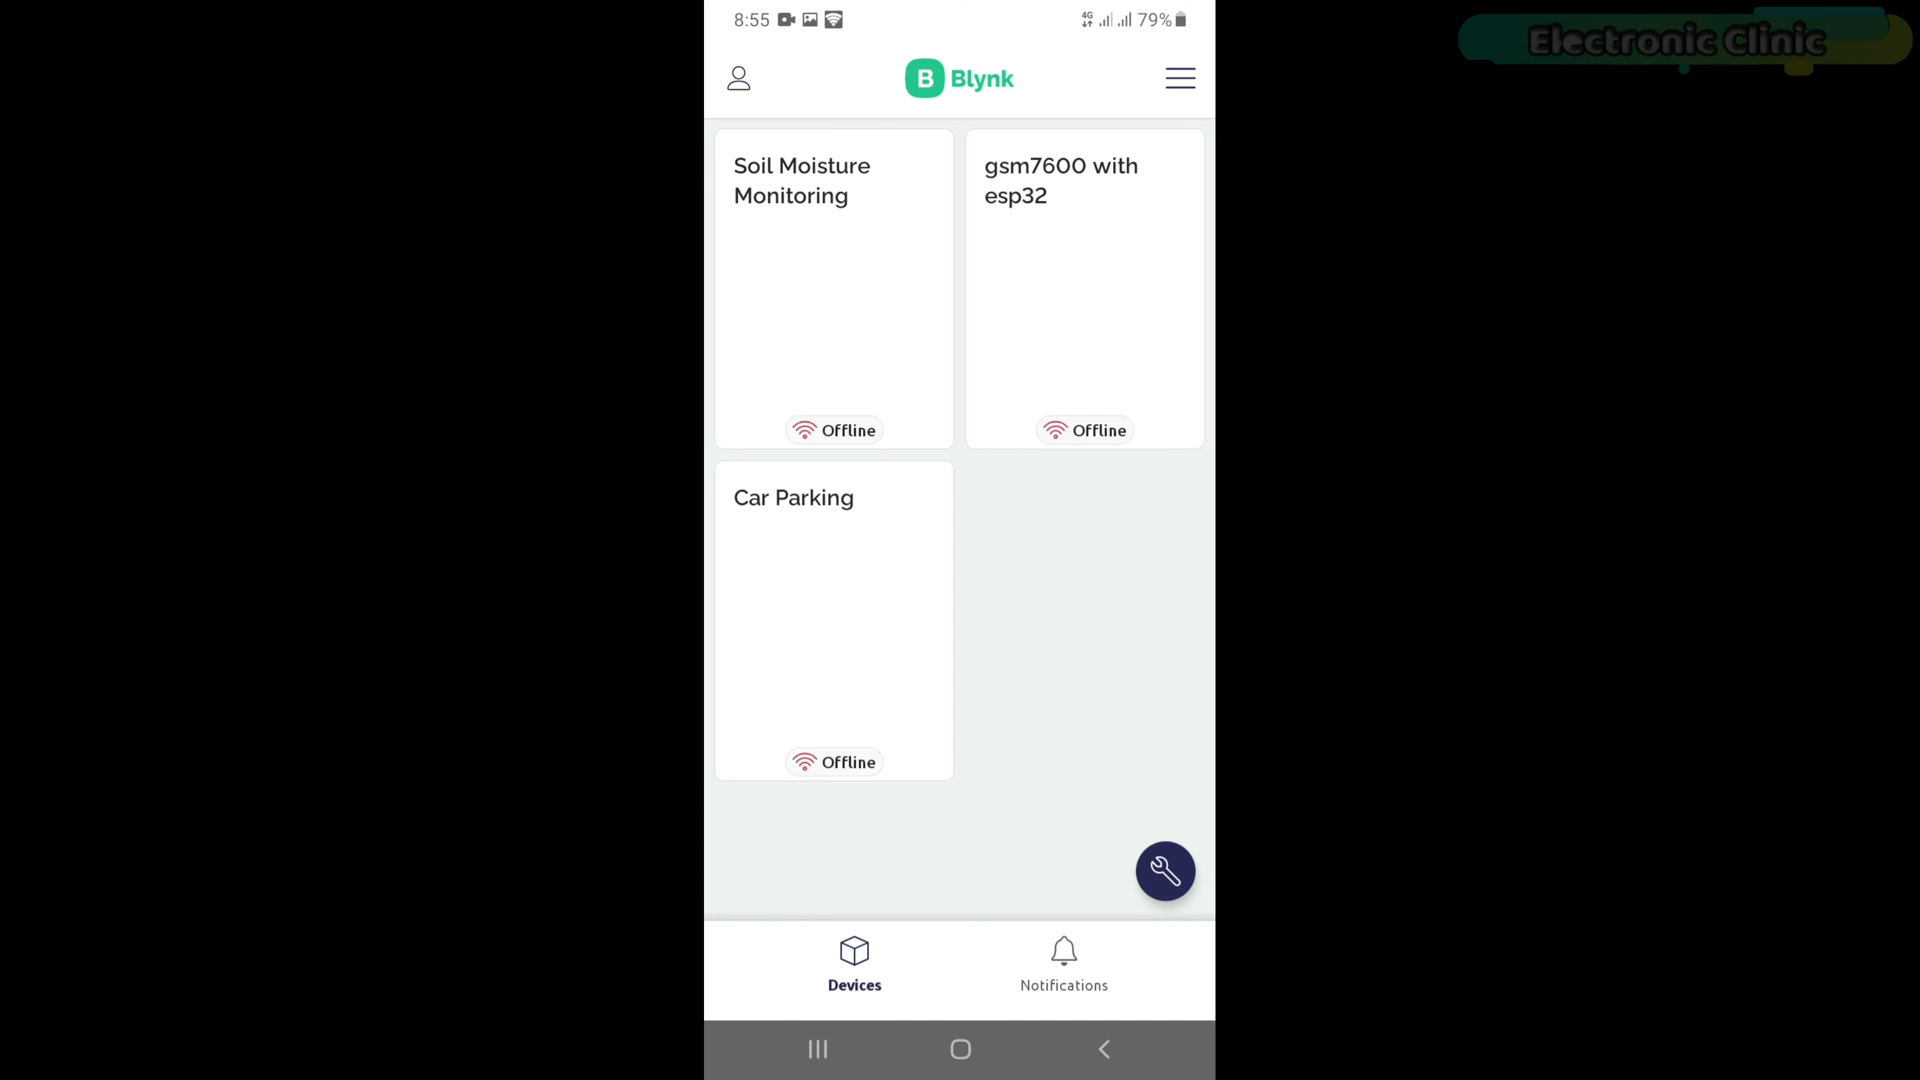 8:55
4G 79%
Electronic Clinic
B Blynk
Soil Moisture
Monitoring
gsm7600 with
esp32
Offline
Offline
Car Parking
Offline
Devices
Notifications